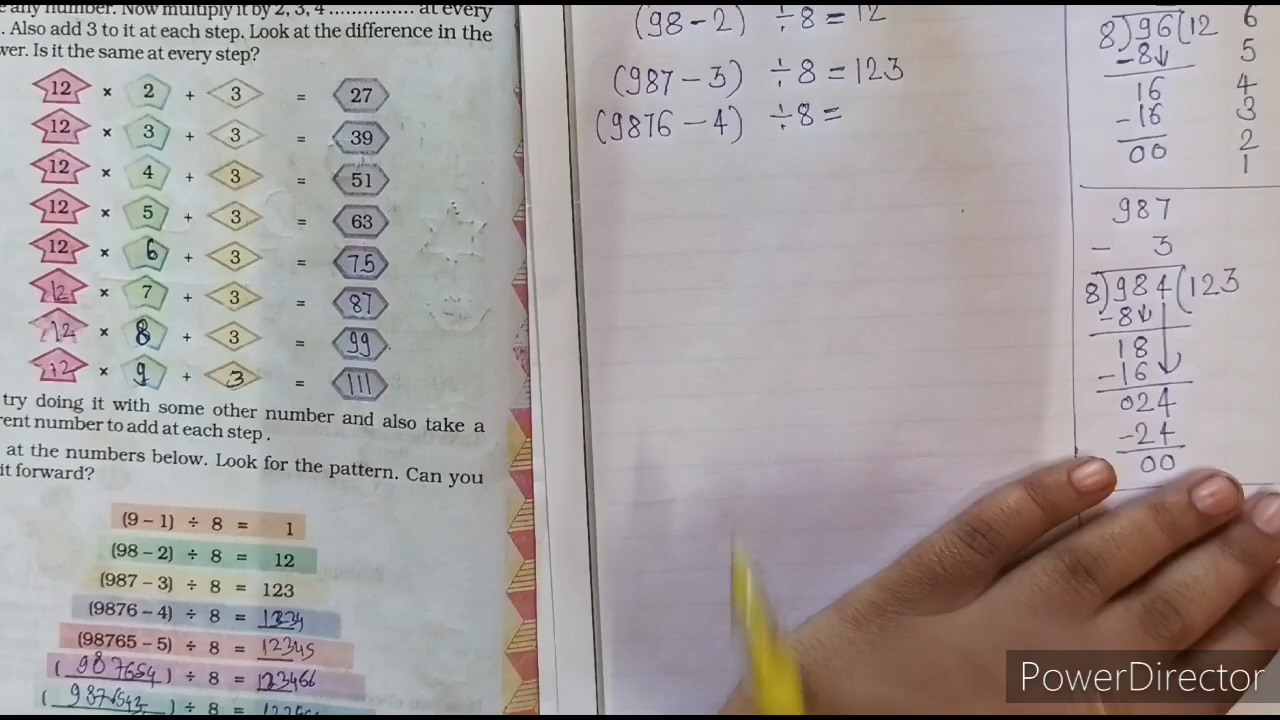 any number. Now multiply it by 2, 3, 4 ............... at every
. Also add 3 to it at each step. Look at the difference in the
wer. Is it the same at every step?
12 × 2 + 3 = 27
12 × 3 + 3 = 39
12 × 4 + 3 = 51
12 × 5 + 3 = 63
12 × 6 + 3 = 75
12 × 7 + 3 = 87
12 × 8 + 3 = 99
12 × 9 + 3 = 111
try doing it with some other number and also take a
rent number to add at each step.
at the numbers below. Look for the pattern. Can you
it forward?
(9 – 1) ÷ 8 = 1
(98 – 2) ÷ 8 = 12
(987 – 3) ÷ 8 = 123
(9876 – 4) ÷ 8 = 1234
(98765 – 5) ÷ 8 = 12345
( 987654 ) ÷ 8 =
( ) ÷ 8 =
(98-2) ÷8=12
(987-3) ÷8=123
(9876-4) ÷8=
8)96(12
-8↓
16
-16
00
6
5
4
3
2
1
987
- 3
8)984(123
-8↓
18
-16
024
-24
00
PowerDirector